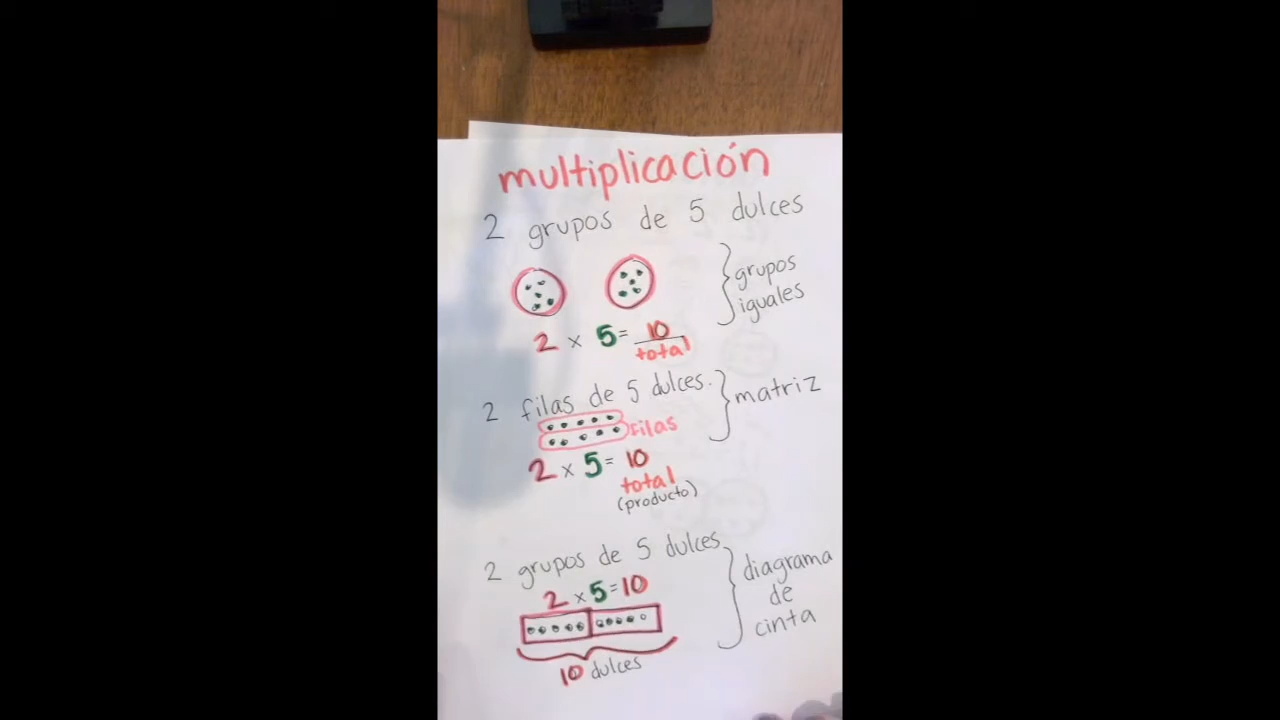 multiplicación
2 grupos de 5 dulces
grupos
iguales
2 x 5 = 10
total
2 filas de 5 dulces.
matriz
filas
2 x 5 = 10
total
(producto)
2 grupos de 5 dulces
diagrama
de
cinta
2 x 5 = 10
10 dulces